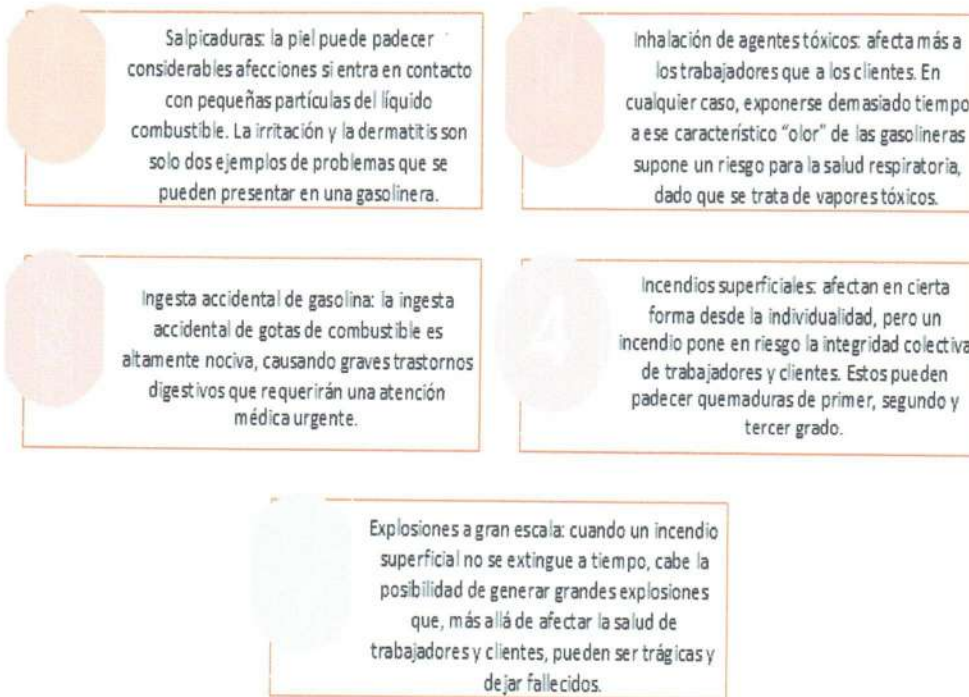 Salpicaduras: la piel puede padecer
considerables afecciones si entra en contacto
con pequeñas partículas del líquido
combustible. La irritación y la dermatitis son
solo dos ejemplos de problemas que se
pueden presentar en una gasolinera.
Inhalación de agentes tóxicos: afecta más a
los trabajadores que a los clientes. En
cualquier caso, exponerse demasiado tiempo
a ese característico “olor” de las gasolineras
supone un riesgo para la salud respiratoria,
dado que se trata de vapores tóxicos.
Ingesta accidental de gasolina: la ingesta
accidental de gotas de combustible es
altamente nociva, causando graves trastornos
digestivos que requerirán una atención
médica urgente.
4
Incendios superficiales: afectan en cierta
forma desde la individualidad, pero un
incendio pone en riesgo la integridad colectiva
de trabajadores y clientes. Estos pueden
padecer quemaduras de primer, segundo y
tercer grado.
Explosiones a gran escala: cuando un incendio
superficial no se extingue a tiempo, cabe la
posibilidad de generar grandes explosiones
que, más allá de afectar la salud de
trabajadores y clientes, pueden ser trágicas y
dejar fallecidos.